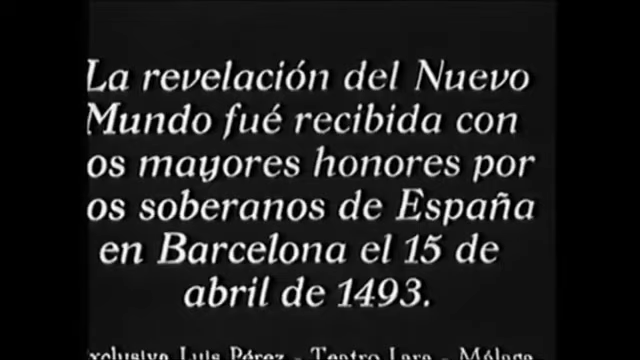 La revelación del Nuevo
Mundo fué recibida con
os mayores honores por
os soberanos de España
en Barcelona el 15 de
abril de 1493.
xclusiva Luis Pérez - Teatro Lara - Málaga